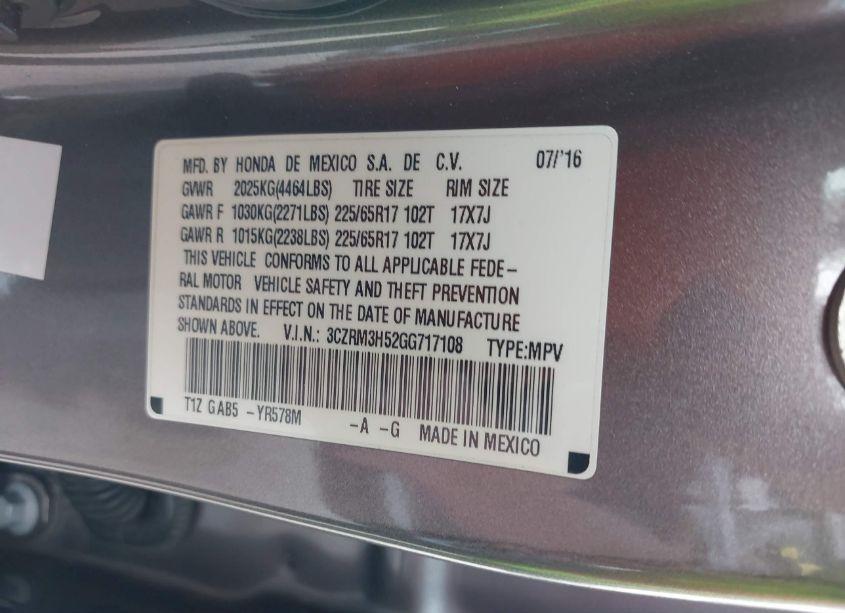 MFD. BY HONDA DE MEXICO S.A. DE C.V. 07/'16
GVWR 2025KG(4464LBS) TIRE SIZE RIM SIZE
GAWR F 1030KG(2271LBS) 225/65R17 102T 17X7J
GAWR R 1015KG(2238LBS) 225/65R17 102T 17X7J
THIS VEHICLE CONFORMS TO ALL APPLICABLE FEDE–
RAL MOTOR VEHICLE SAFETY AND THEFT PREVENTION
STANDARDS IN EFFECT ON THE DATE OF MANUFACTURE
SHOWN ABOVE. V.I.N.: 3CZRM3H52GG717108 TYPE:MPV
T1Z GAB5 –YR578M –A –G MADE IN MEXICO